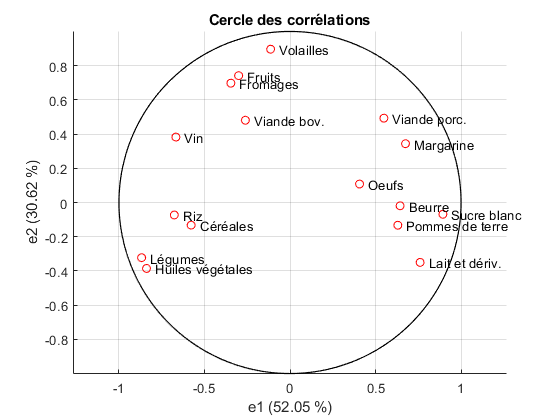 Cercle des corrélations
Volailles
Fruits
Fromages
Viande bov.
Viande porc.
Vin
Margarine
Oeufs
Riz
Beurre
Sucre blanc
Céréales
Pommes de terre
Légumes
Huiles végétales
Lait et dériv.
0.8
0.6
0.4
0.2
0
-0.2
-0.4
-0.6
-0.8
e2 (30.62 %)
-1
-0.5
0
0.5
1
e1 (52.05 %)